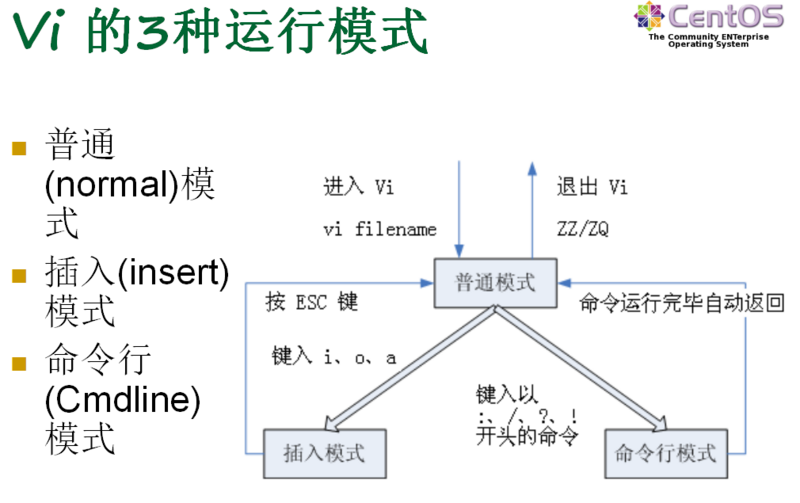 Vi 的3种运行模式
CentOS
The Community ENTerprise
Operating System
普通
(normal)模
式
插入(insert)
模式
命令行
(Cmdline)
模式
进入 Vi
vi filename
退出 Vi
ZZ/ZQ
普通模式
按 ESC 键
命令运行完毕自动返回
键入 i、o、a
键入以
:、/、?、!
开头的命令
插入模式
命令行模式